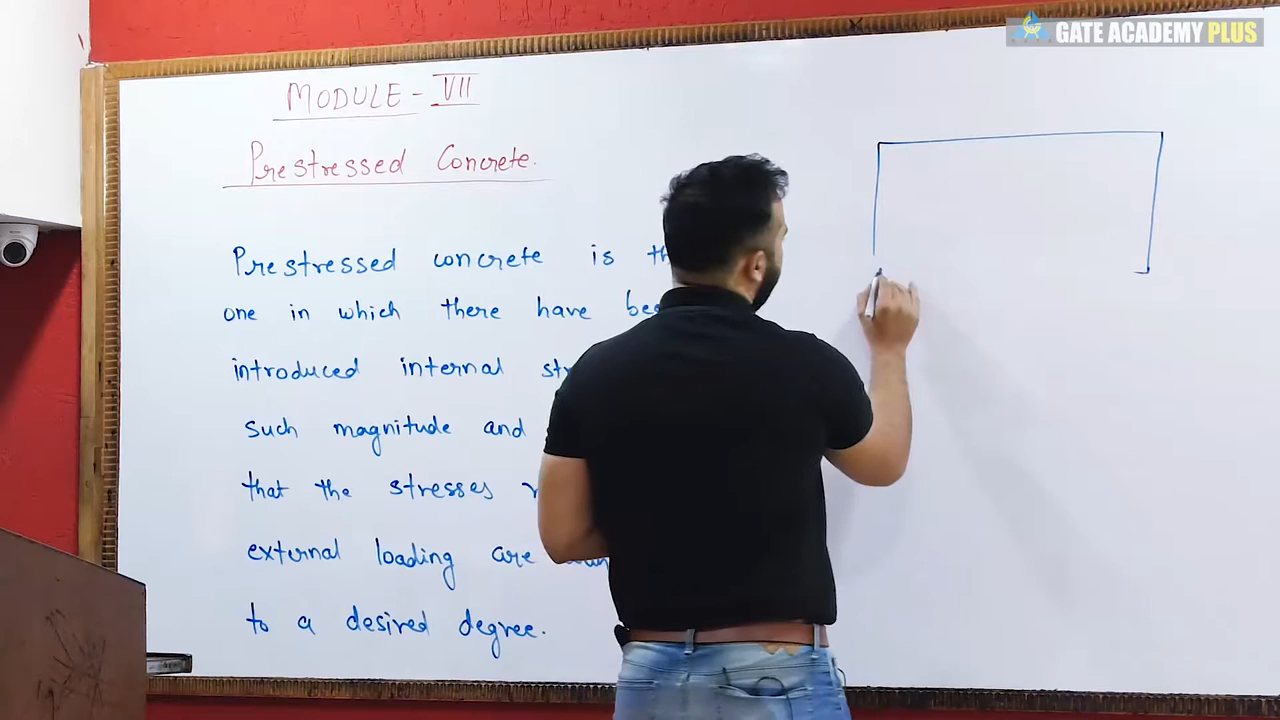 GATE ACADEMY PLUS
MODULE - VII
Prestressed Concrete.
Prestressed concrete is
one in which there have
introduced internal
such magnitude and
that the stresses
external loading are
to a desired degree.